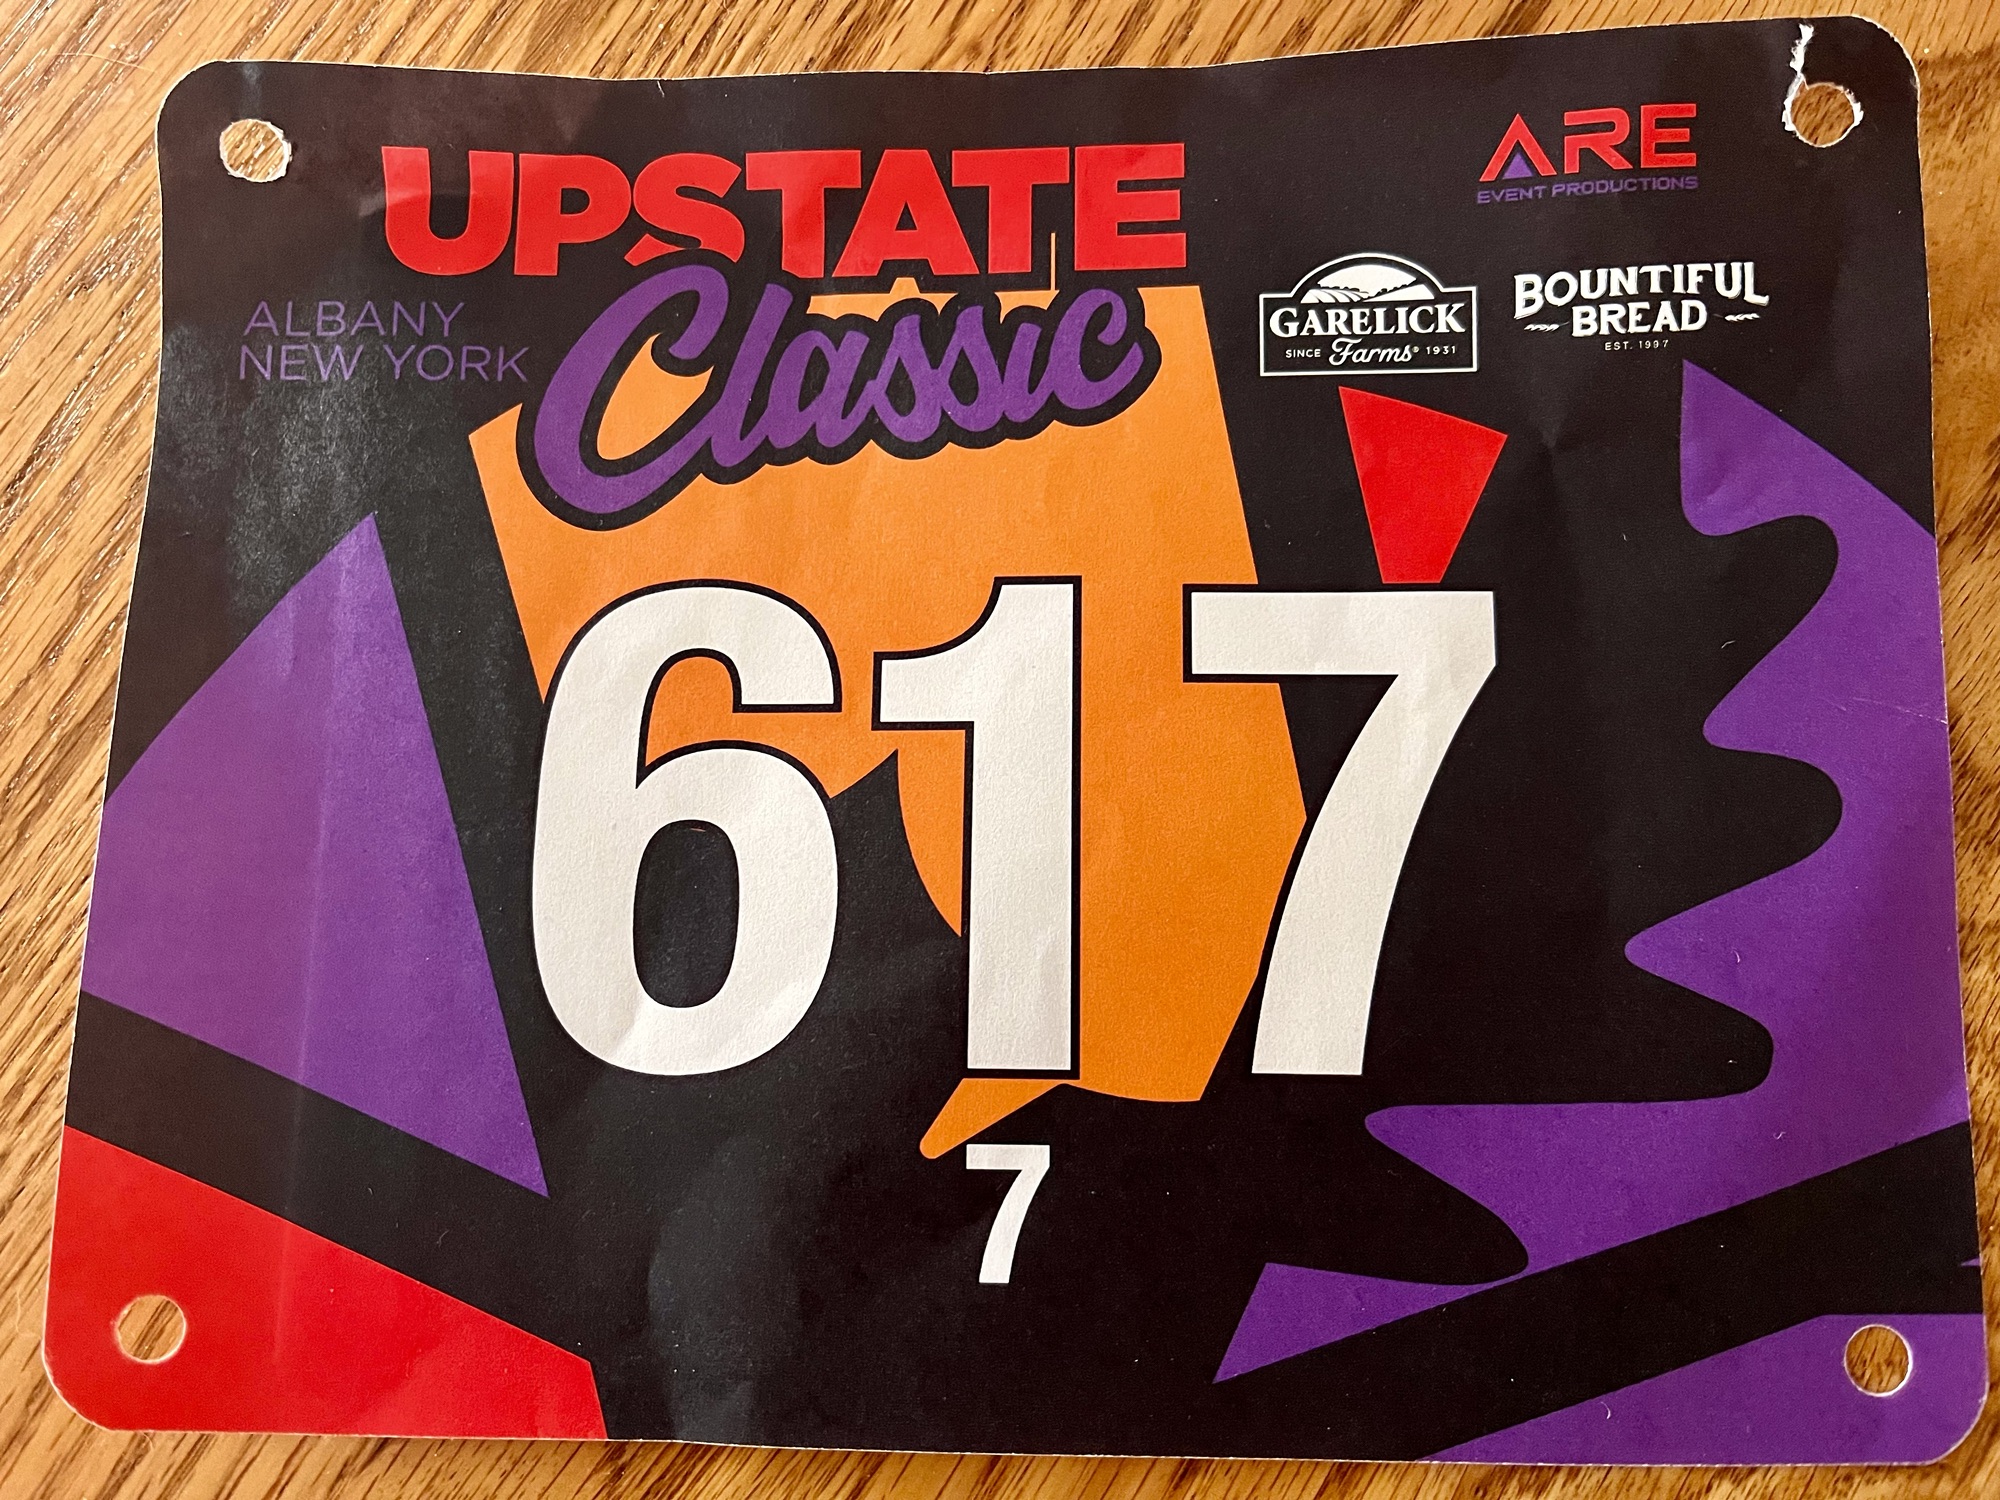 UPSTATE
Classic
ALBANY
NEW YORK
ARE
EVENT PRODUCTIONS
GARELICK
SINCE Farms® 1931
BOUNTIFUL
BREAD
EST. 1997
617
7